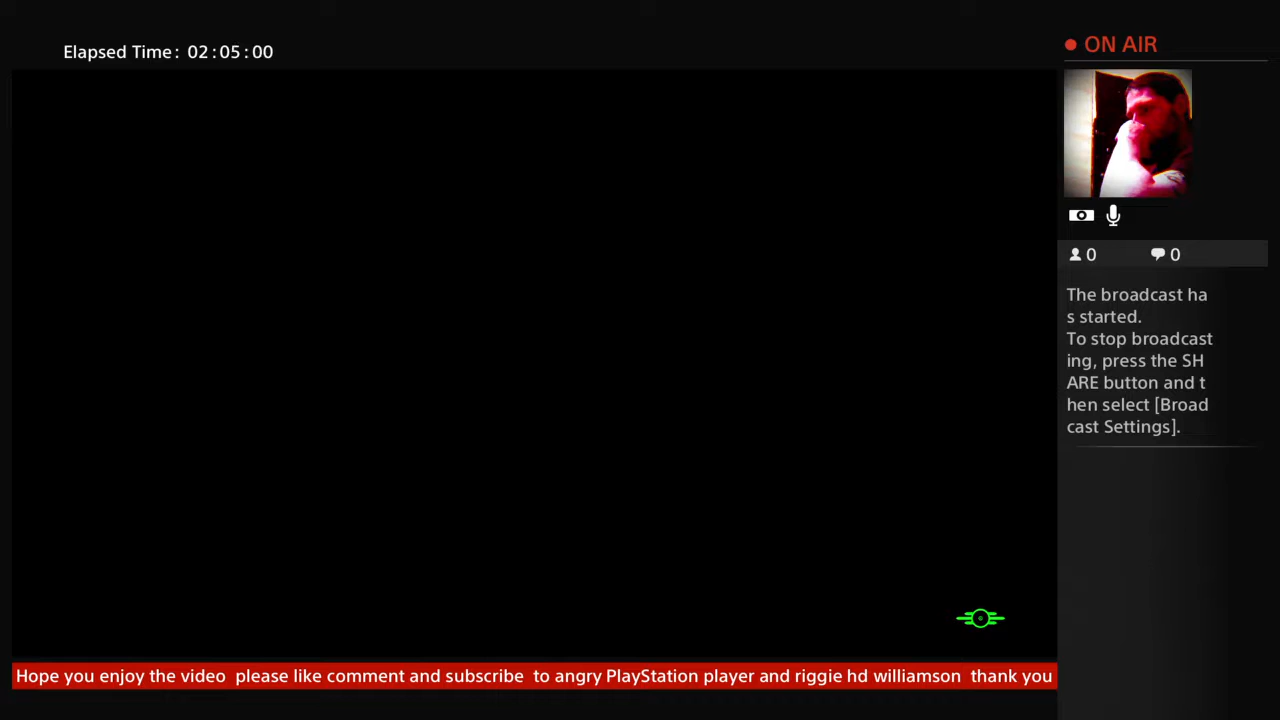 Elapsed Time: 02:05:00
ON AIR
0 0
The broadcast ha
s started.
To stop broadcast
ing, press the SH
ARE button and t
hen select [Broad
cast Settings].
Hope you enjoy the video please like comment and subscribe to angry PlayStation player and riggie hd williamson thank you